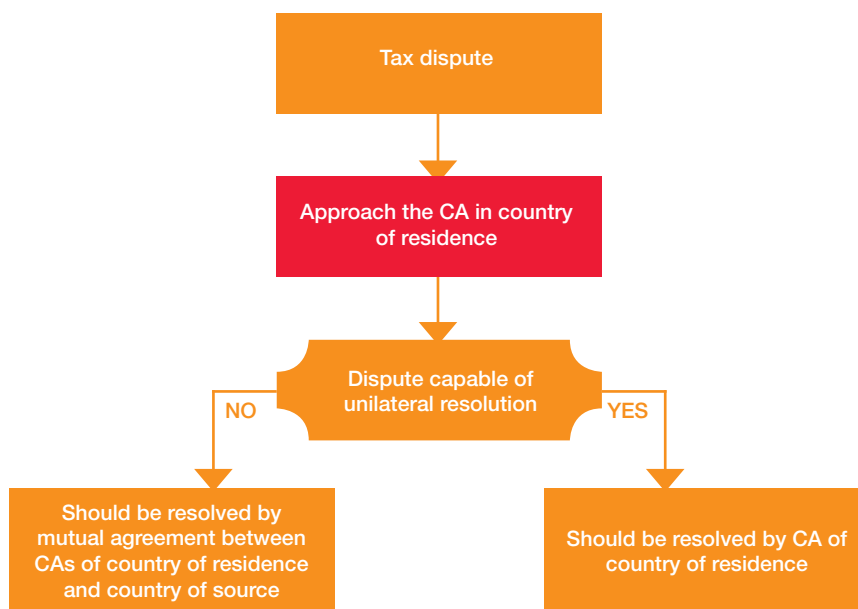 Tax dispute
Approach the CA in country
of residence
Dispute capable of
unilateral resolution
NO
YES
Should be resolved by
mutual agreement between
CAs of country of residence
and country of source
Should be resolved by CA of
country of residence